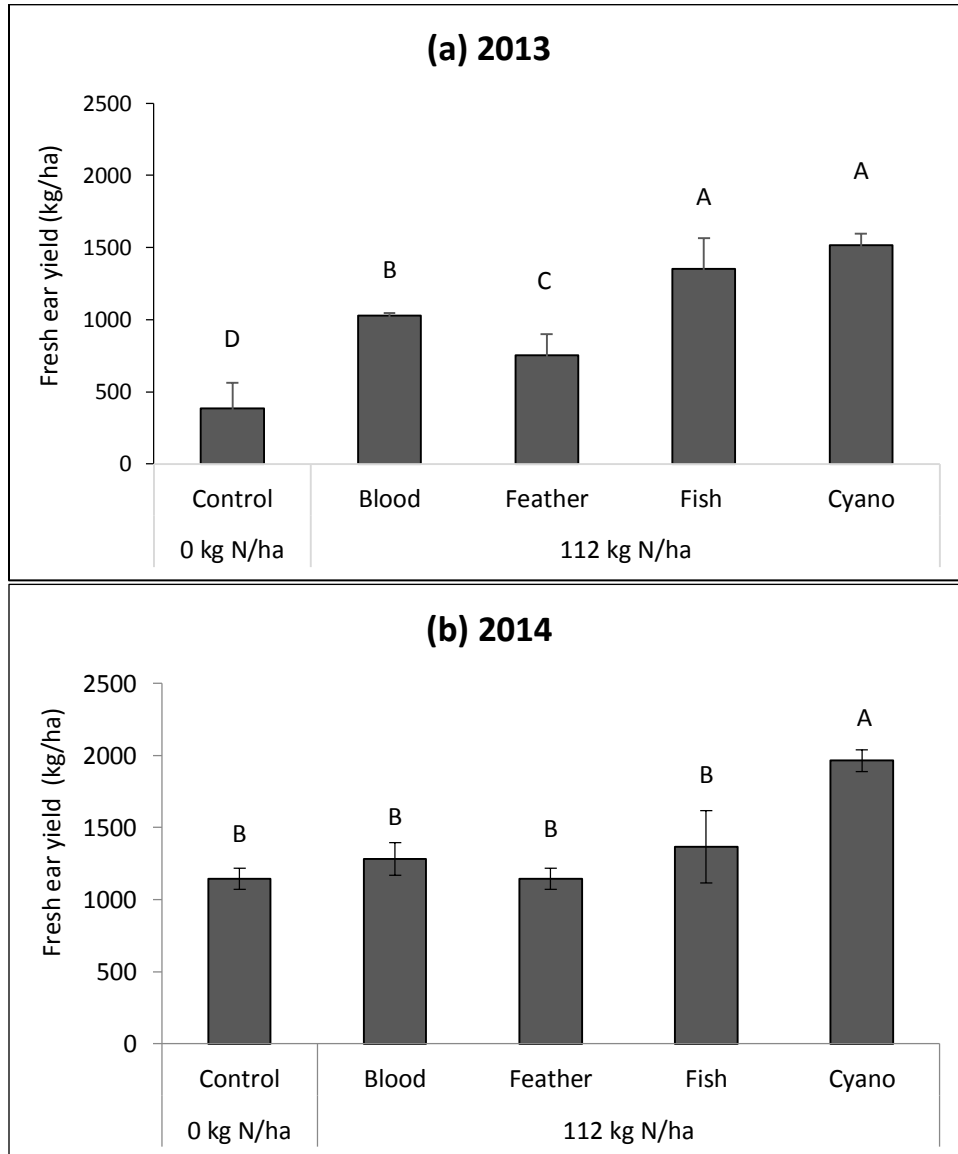 (a) 2013
2500
2000
1500
1000
500
0
Fresh ear yield (kg/ha)
D
B
C
A
A
Control Blood Feather Fish Cyano
0 kg N/ha 112 kg N/ha
(b) 2014
2500
2000
1500
1000
500
0
Fresh ear yield (kg/ha)
B
B
B
B
A
Control Blood Feather Fish Cyano
0 kg N/ha 112 kg N/ha